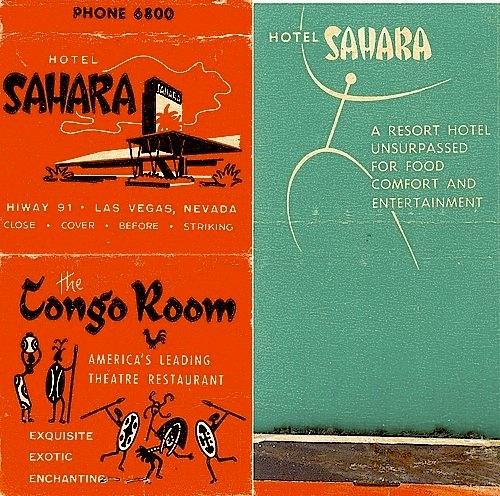 PHONE 6800
HOTEL
SAHARA
SAHARA
HIWAY 91 • LAS VEGAS, NEVADA
CLOSE • COVER • BEFORE • STRIKING
the
Congo Room
AMERICA'S LEADING
THEATRE RESTAURANT
EXQUISITE
EXOTIC
ENCHANTING
HOTEL SAHARA
A RESORT HOTEL
UNSURPASSED
FOR FOOD
COMFORT AND
ENTERTAINMENT